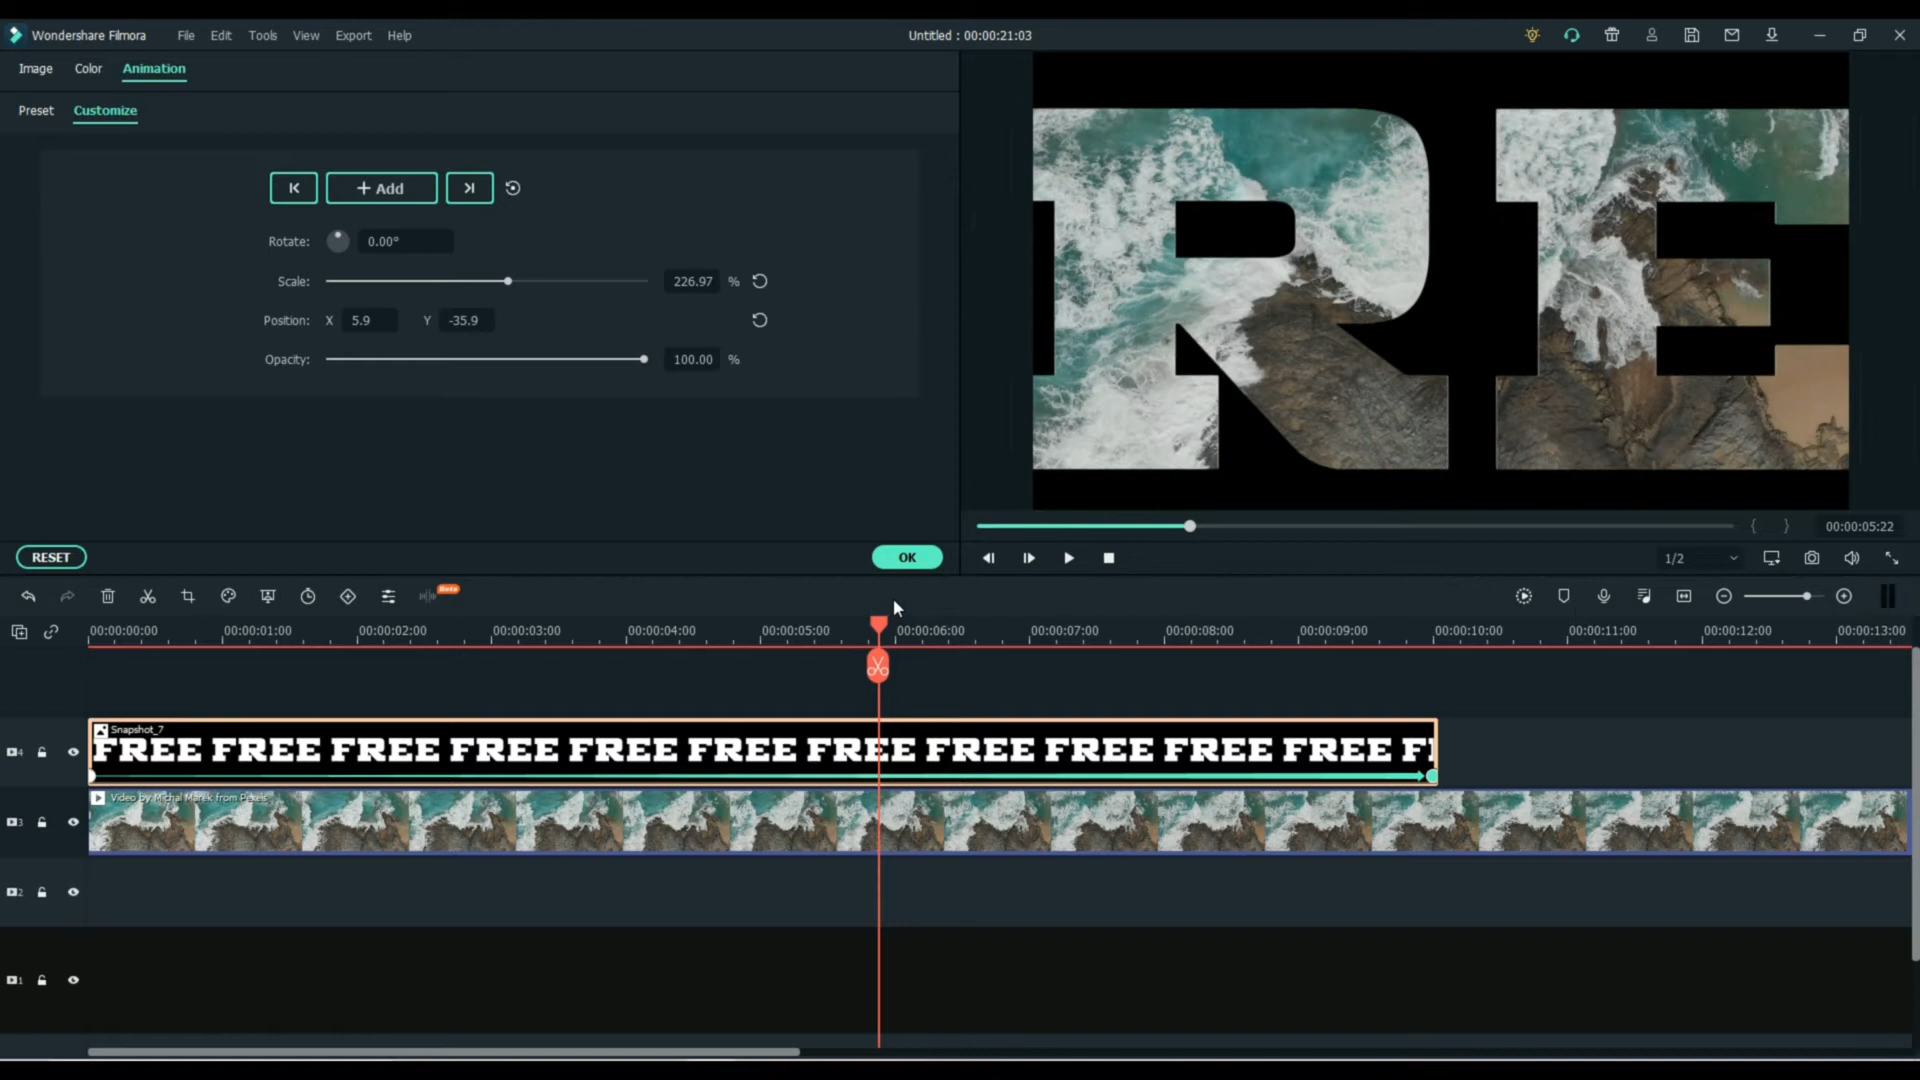 Wondershare Filmora File Edit Tools View Export Help Untitled : 00:00:21:03
Image Color Animation
Preset Customize
+ Add
Rotate: 0.00°
Scale: 226.97 %
Position: X 5.9 Y -35.9
Opacity: 100.00 %
RE
{ } 00:00:05:22
RESET OK 1/2
Beta
00:00:00:00 00:00:01:00 00:00:02:00 00:00:03:00 00:00:04:00 00:00:05:00 00:00:06:00 00:00:07:00 00:00:08:00 00:00:09:00 00:00:10:00 00:00:11:00 00:00:12:00 00:00:13:00
Snapshot_7
4 FREE FREE FREE FREE FREE FREE FREE FREE FREE FREE FREE F
Video by Michal Marek from Pexels
3
2
1